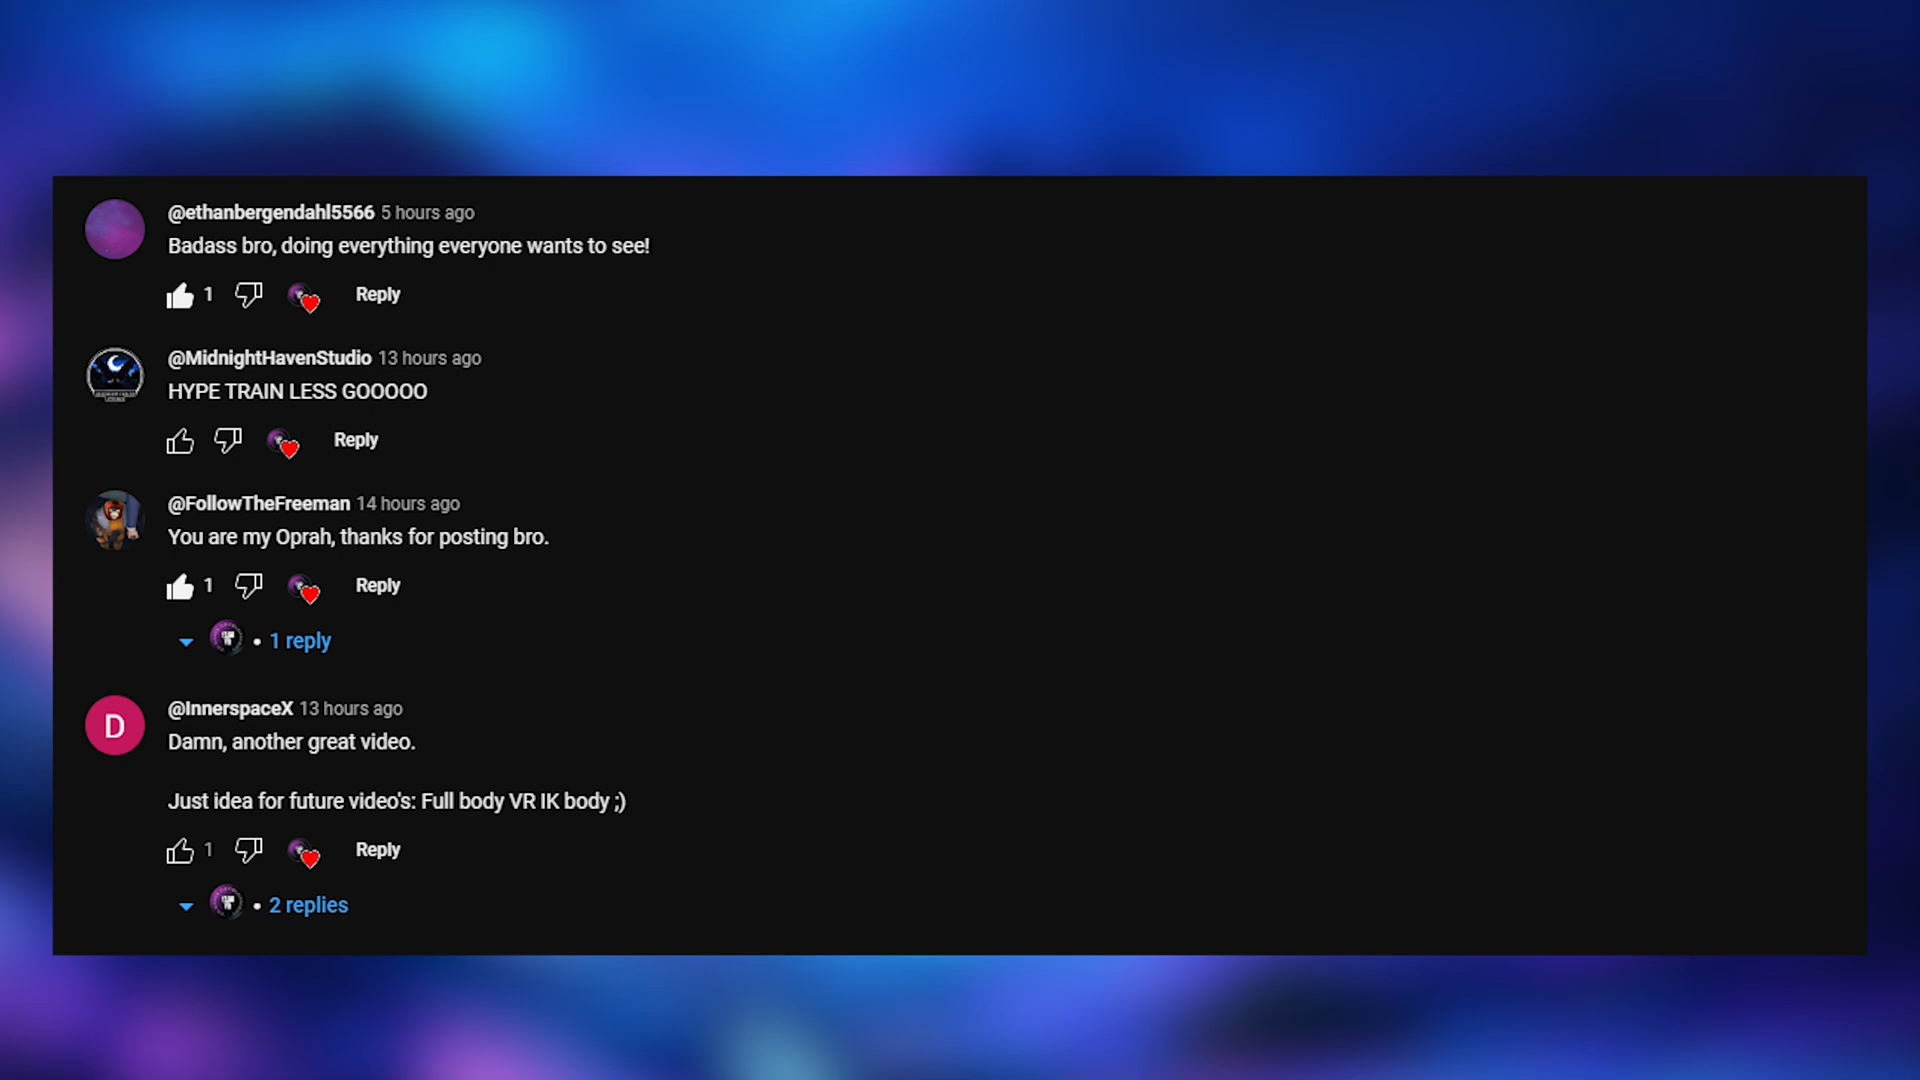 @ethanbergendahl5566 5 hours ago
Badass bro, doing everything everyone wants to see!
1 Reply
@MidnightHavenStudio 13 hours ago
HYPE TRAIN LESS GOOOOO
Reply
@FollowTheFreeman 14 hours ago
You are my Oprah, thanks for posting bro.
1 Reply
• 1 reply
D
@InnerspaceX 13 hours ago
Damn, another great video.
Just idea for future video's: Full body VR IK body ;)
1 Reply
• 2 replies